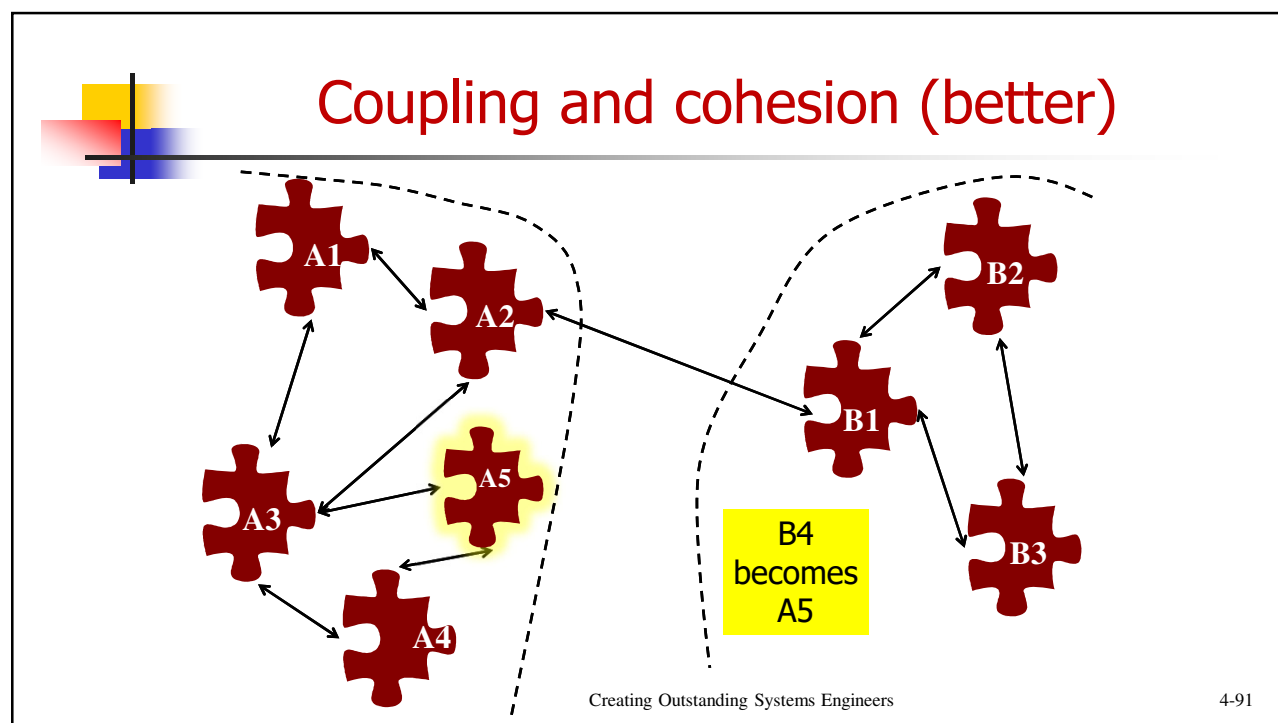 Coupling and cohesion (better)
A1
A2
B2
B1
A5
A3
B3
A4
B4
becomes
A5
Creating Outstanding Systems Engineers
4-91